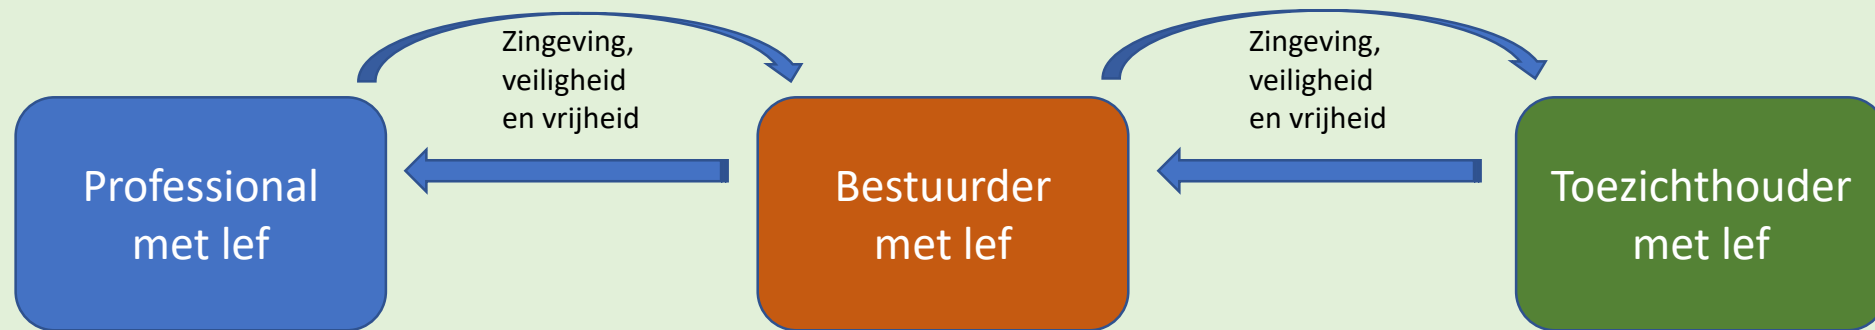 Zingeving,
veiligheid
en vrijheid
Zingeving,
veiligheid
en vrijheid
Professional
met lef
Bestuurder
met lef
Toezichthouder
met lef